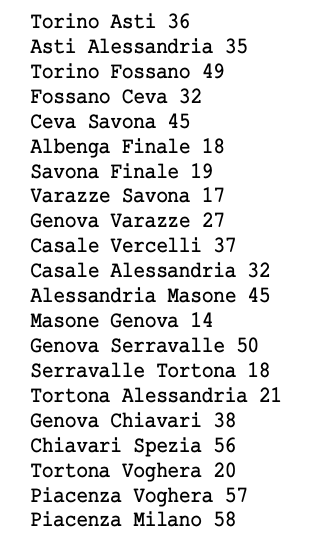 Torino Asti 36
Asti Alessandria 35
Torino Fossano 49
Fossano Ceva 32
Ceva Savona 45
Albenga Finale 18
Savona Finale 19
Varazze Savona 17
Genova Varazze 27
Casale Vercelli 37
Casale Alessandria 32
Alessandria Masone 45
Masone Genova 14
Genova Serravalle 50
Serravalle Tortona 18
Tortona Alessandria 21
Genova Chiavari 38
Chiavari Spezia 56
Tortona Voghera 20
Piacenza Voghera 57
Piacenza Milano 58